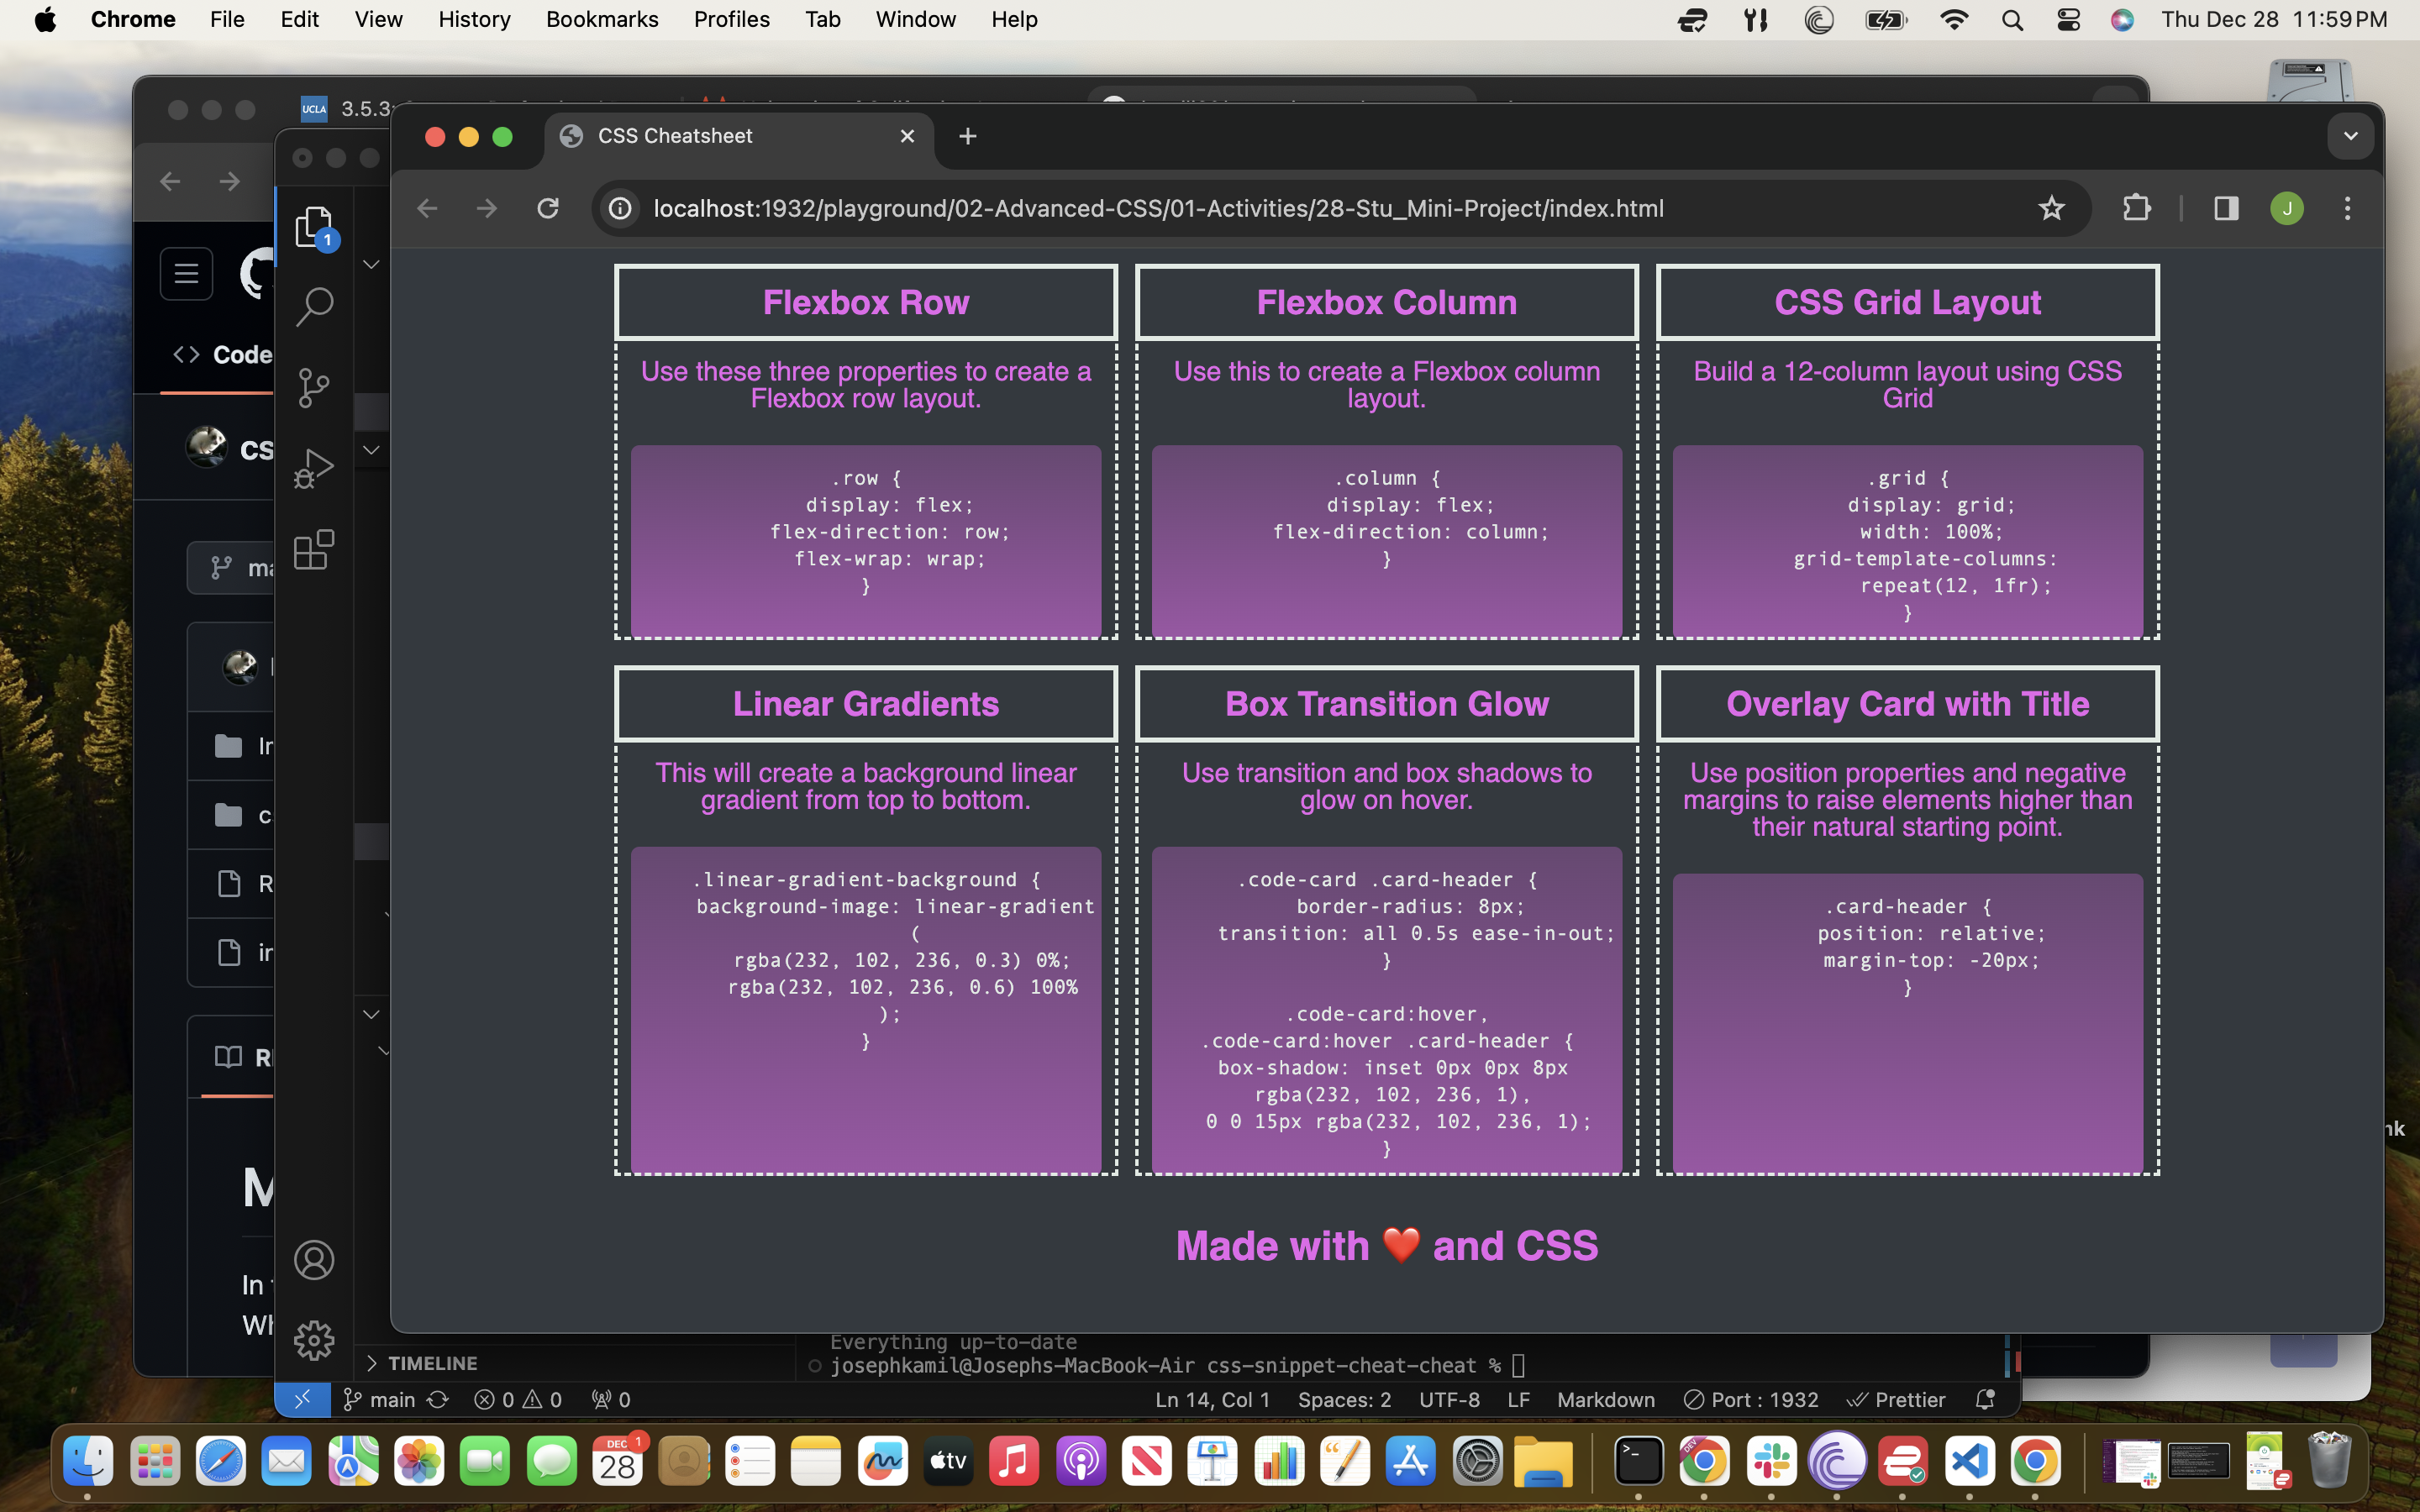 Chrome File Edit View History Bookmarks Profiles Tab Window Help Thu Dec 28 11:59 PM
UCLA 3.5.3
CSS Cheatsheet
localhost:1932/playground/02-Advanced-CSS/01-Activities/28-Stu_Mini-Project/index.html
J
1
Code
CS
ma
R
M
In
Flexbox Row
Use these three properties to create a
Flexbox row layout.
.row {
display: flex;
flex-direction: row;
flex-wrap: wrap;
}
Flexbox Column
Use this to create a Flexbox column
layout.
.column {
display: flex;
flex-direction: column;
}
CSS Grid Layout
Build a 12-column layout using CSS
Grid
.grid {
display: grid;
width: 100%;
grid-template-columns:
repeat(12, 1fr);
}
Linear Gradients
This will create a background linear
gradient from top to bottom.
.linear-gradient-background {
background-image: linear-gradient
(
rgba(232, 102, 236, 0.3) 0%;
rgba(232, 102, 236, 0.6) 100%
);
}
Box Transition Glow
Use transition and box shadows to
glow on hover.
.code-card .card-header {
border-radius: 8px;
transition: all 0.5s ease-in-out;
}
.code-card:hover,
.code-card:hover .card-header {
box-shadow: inset 0px 0px 8px
rgba(232, 102, 236, 1),
0 0 15px rgba(232, 102, 236, 1);
}
Overlay Card with Title
Use position properties and negative
margins to raise elements higher than
their natural starting point.
.card-header {
position: relative;
margin-top: -20px;
}
Made with ❤️ and CSS
nk
Everything up-to-date
TIMELINE
josephkamil@Josephs-MacBook-Air css-snippet-cheat-cheat %
main 0 0 0 Ln 14, Col 1 Spaces: 2 UTF-8 LF Markdown Port : 1932 Prettier
DEC 1
28
tv
DEV